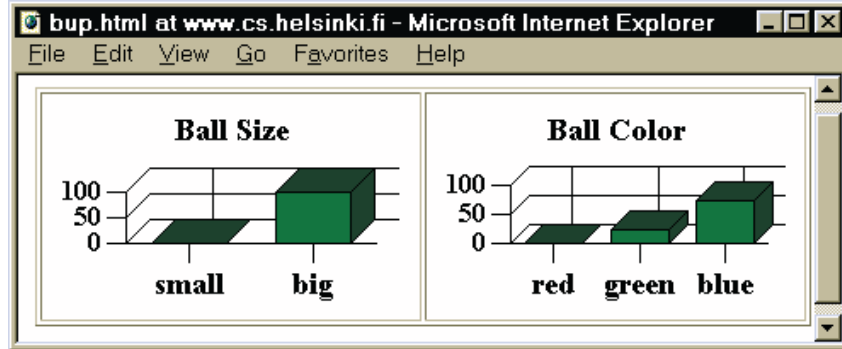 bup.html at www.cs.helsinki.fi - Microsoft Internet Explorer
File Edit View Go Favorites Help
Ball Size
100
50
0
small big
Ball Color
100
50
0
red green blue